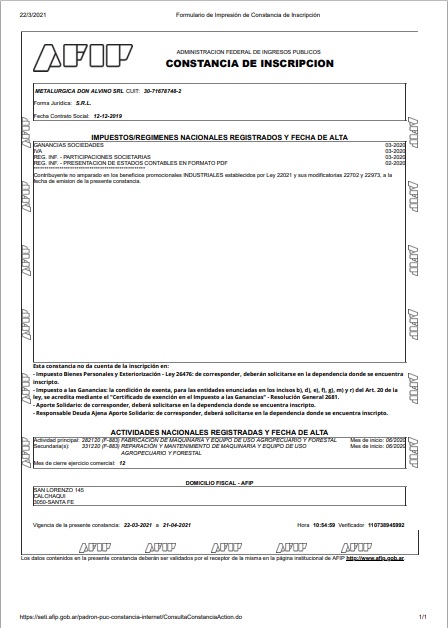 22/3/2021 Formulario de Impresión de Constancia de Inscripción
AFIP
ADMINISTRACION FEDERAL DE INGRESOS PUBLICOS
CONSTANCIA DE INSCRIPCION
METALURGICA DON ALVINO SRL CUIT: 30-71678748-2
Forma Jurídica: S.R.L.
Fecha Contrato Social: 12-12-2019
IMPUESTOS/REGIMENES NACIONALES REGISTRADOS Y FECHA DE ALTA
GANANCIAS SOCIEDADES 03-2020
IVA 03-2020
REG. INF. - PARTICIPACIONES SOCIETARIAS 03-2020
REG. INF. - PRESENTACION DE ESTADOS CONTABLES EN FORMATO PDF 02-2020
Contribuyente no amparado en los beneficios promocionales INDUSTRIALES establecidos por Ley 22021 y sus modificatorias 22702 y 22973, a la
fecha de emision de la presente constancia.
Esta constancia no da cuenta de la inscripción en:
- Impuesto Bienes Personales y Exteriorización - Ley 26476: de corresponder, deberán solicitarse en la dependencia donde se encuentra
inscripto.
- Impuesto a las Ganancias: la condición de exenta, para las entidades enunciadas en los incisos b), d), e), f), g), m) y r) del Art. 20 de la
ley, se acredita mediante el "Certificado de exención en el Impuesto a las Ganancias" - Resolución General 2681.
- Aporte Solidario: de corresponder, deberá solicitarse en la dependencia donde se encuentra inscripto.
- Responsable Deuda Ajena Aporte Solidario: de corresponder, deberá solicitarse en la dependencia donde se encuentra inscripto.
ACTIVIDADES NACIONALES REGISTRADAS Y FECHA DE ALTA
Actividad principal: 282120 (F-883) FABRICACIÓN DE MAQUINARIA Y EQUIPO DE USO AGROPECUARIO Y FORESTAL Mes de inicio: 06/2020
Secundaria(s): 331220 (F-883) REPARACIÓN Y MANTENIMIENTO DE MAQUINARIA Y EQUIPO DE USO Mes de inicio: 06/2020
AGROPECUARIO Y FORESTAL
Mes de cierre ejercicio comercial: 12
DOMICILIO FISCAL - AFIP
SAN LORENZO 145
CALCHAQUI
3050-SANTA FE
Vigencia de la presente constancia: 22-03-2021 a 21-04-2021 Hora 10:54:59 Verificador 110738945992
AFIP AFIP AFIP AFIP AFIP
Los datos contenidos en la presente constancia deberán ser validados por el receptor de la misma en la página institucional de AFIP http://www.afip.gob.ar
https://seti.afip.gob.ar/padron-puc-constancia-internet/ConsultaConstanciaAction.do 1/1